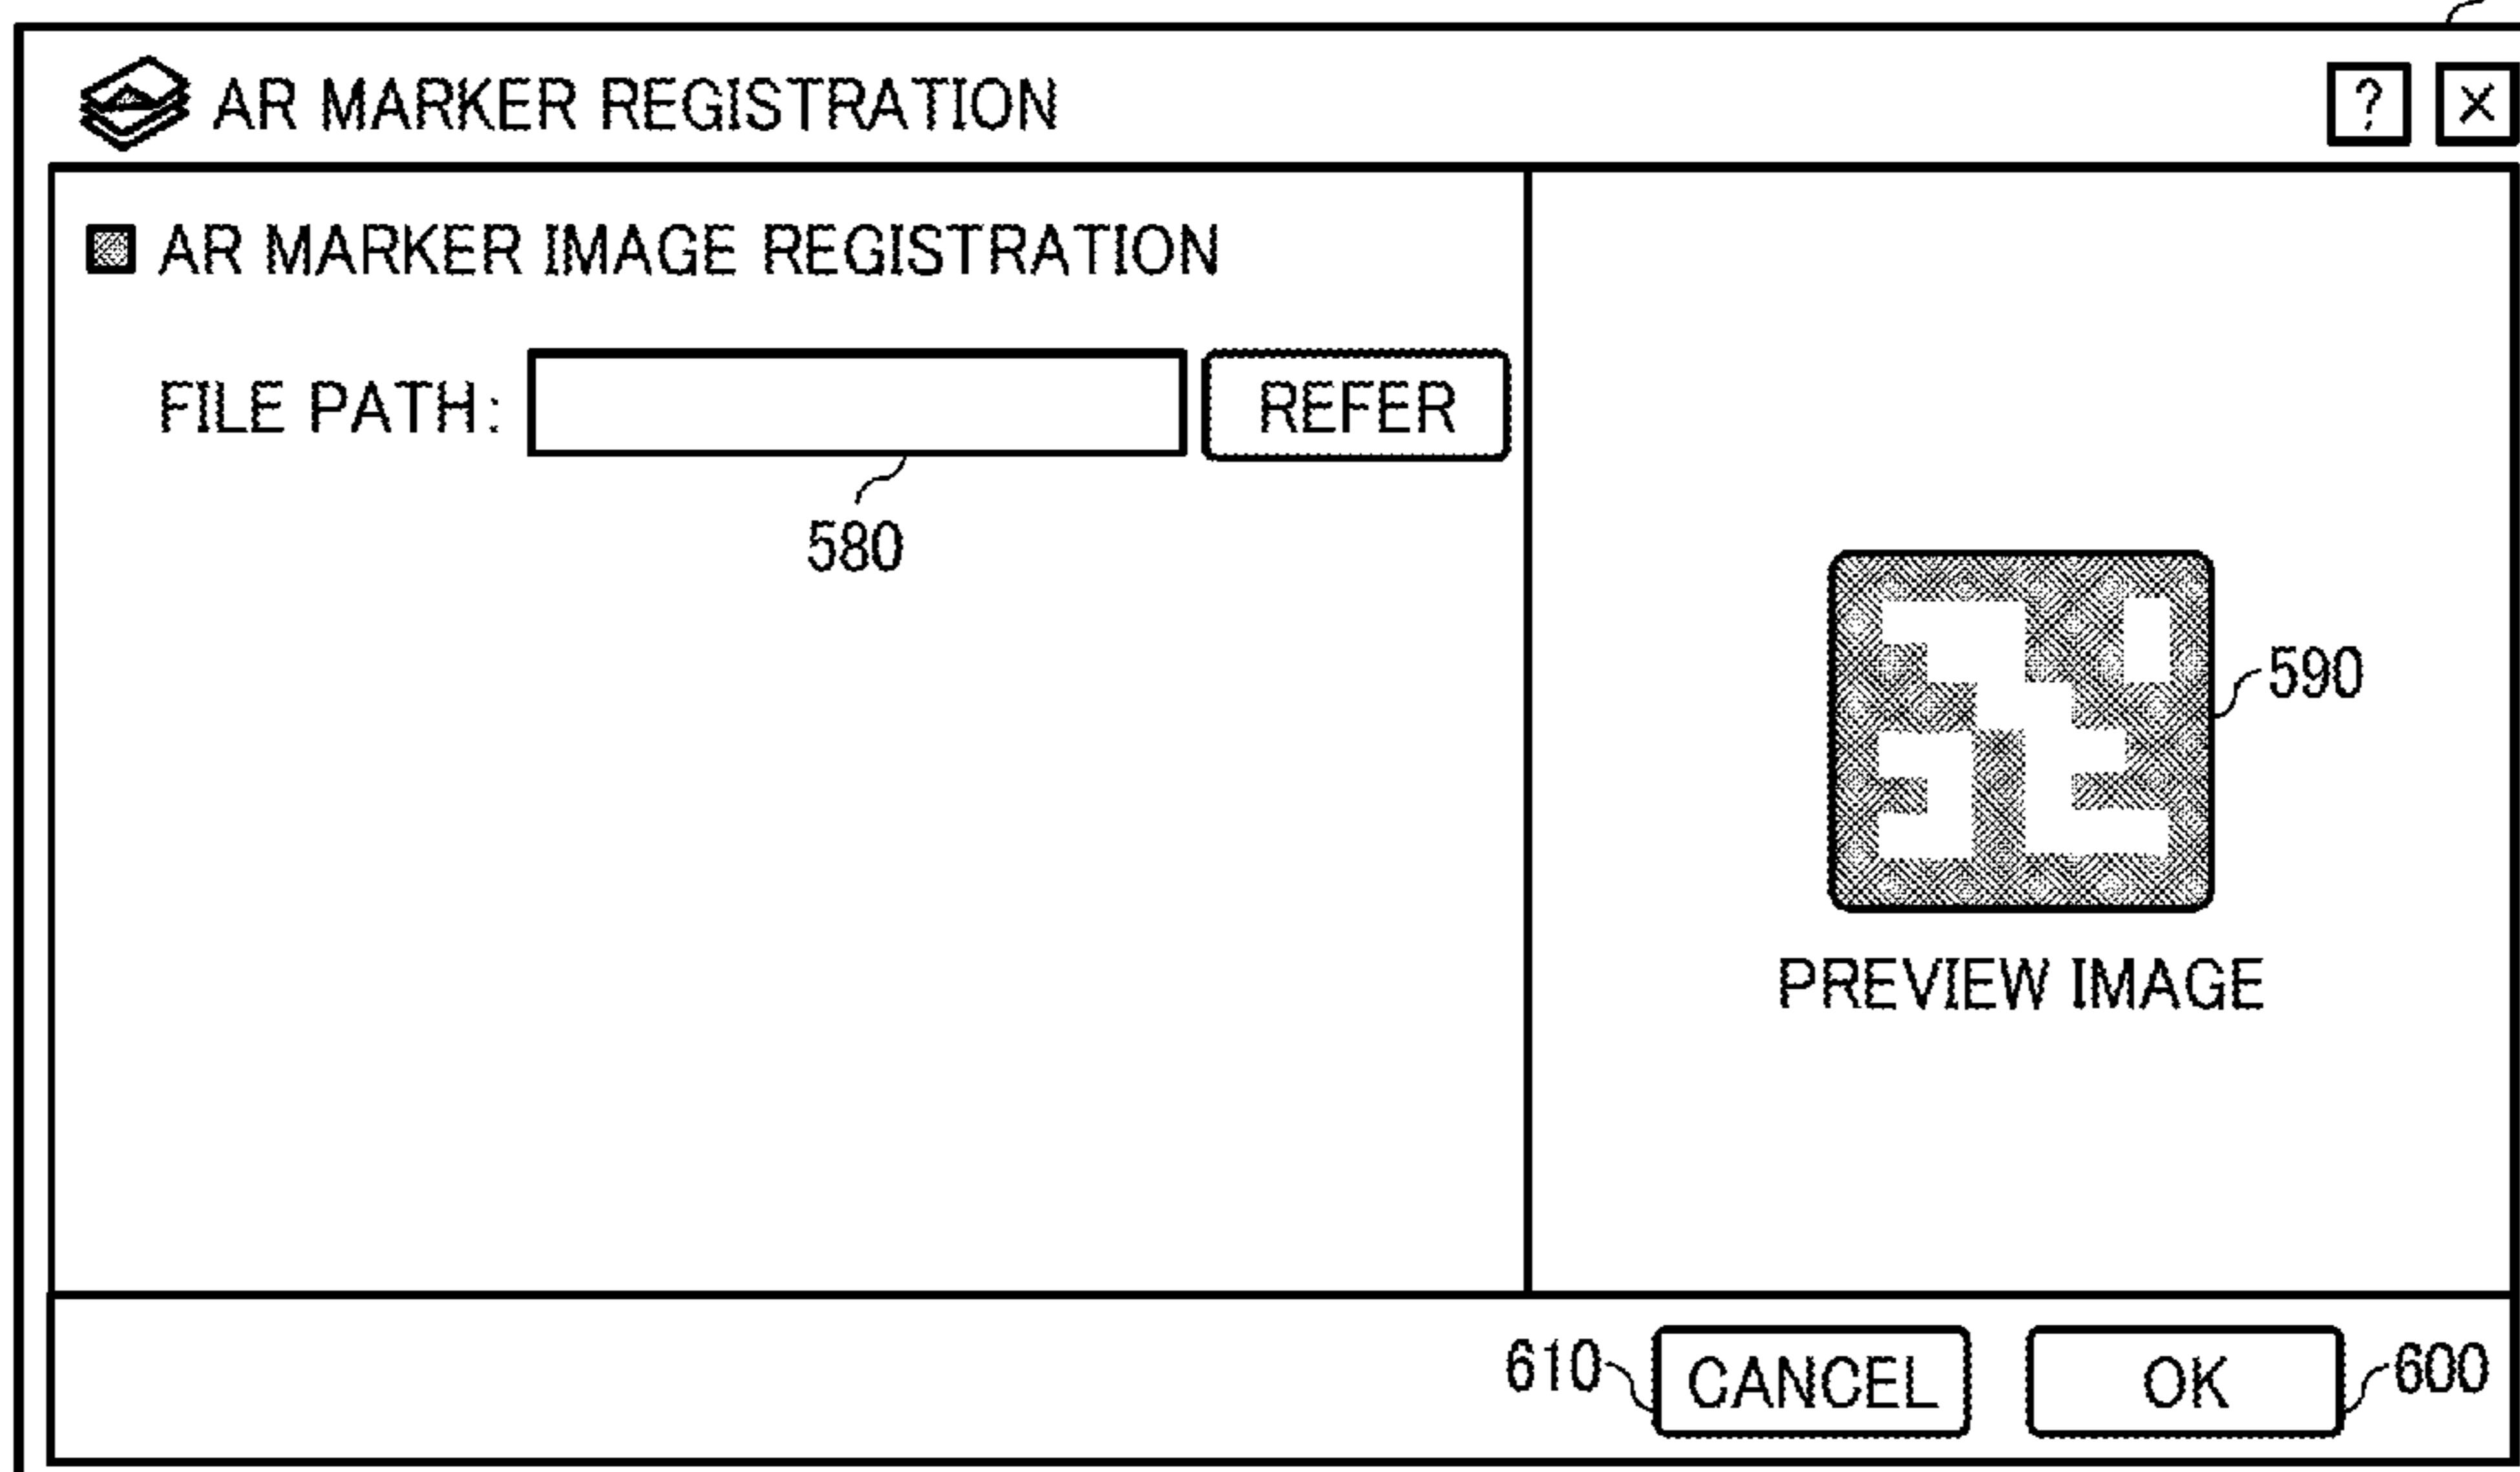 AR MARKER REGISTRATION ? X
AR MARKER IMAGE REGISTRATION
FILE PATH: REFER
580
590
PREVIEW IMAGE
610 CANCEL OK 600